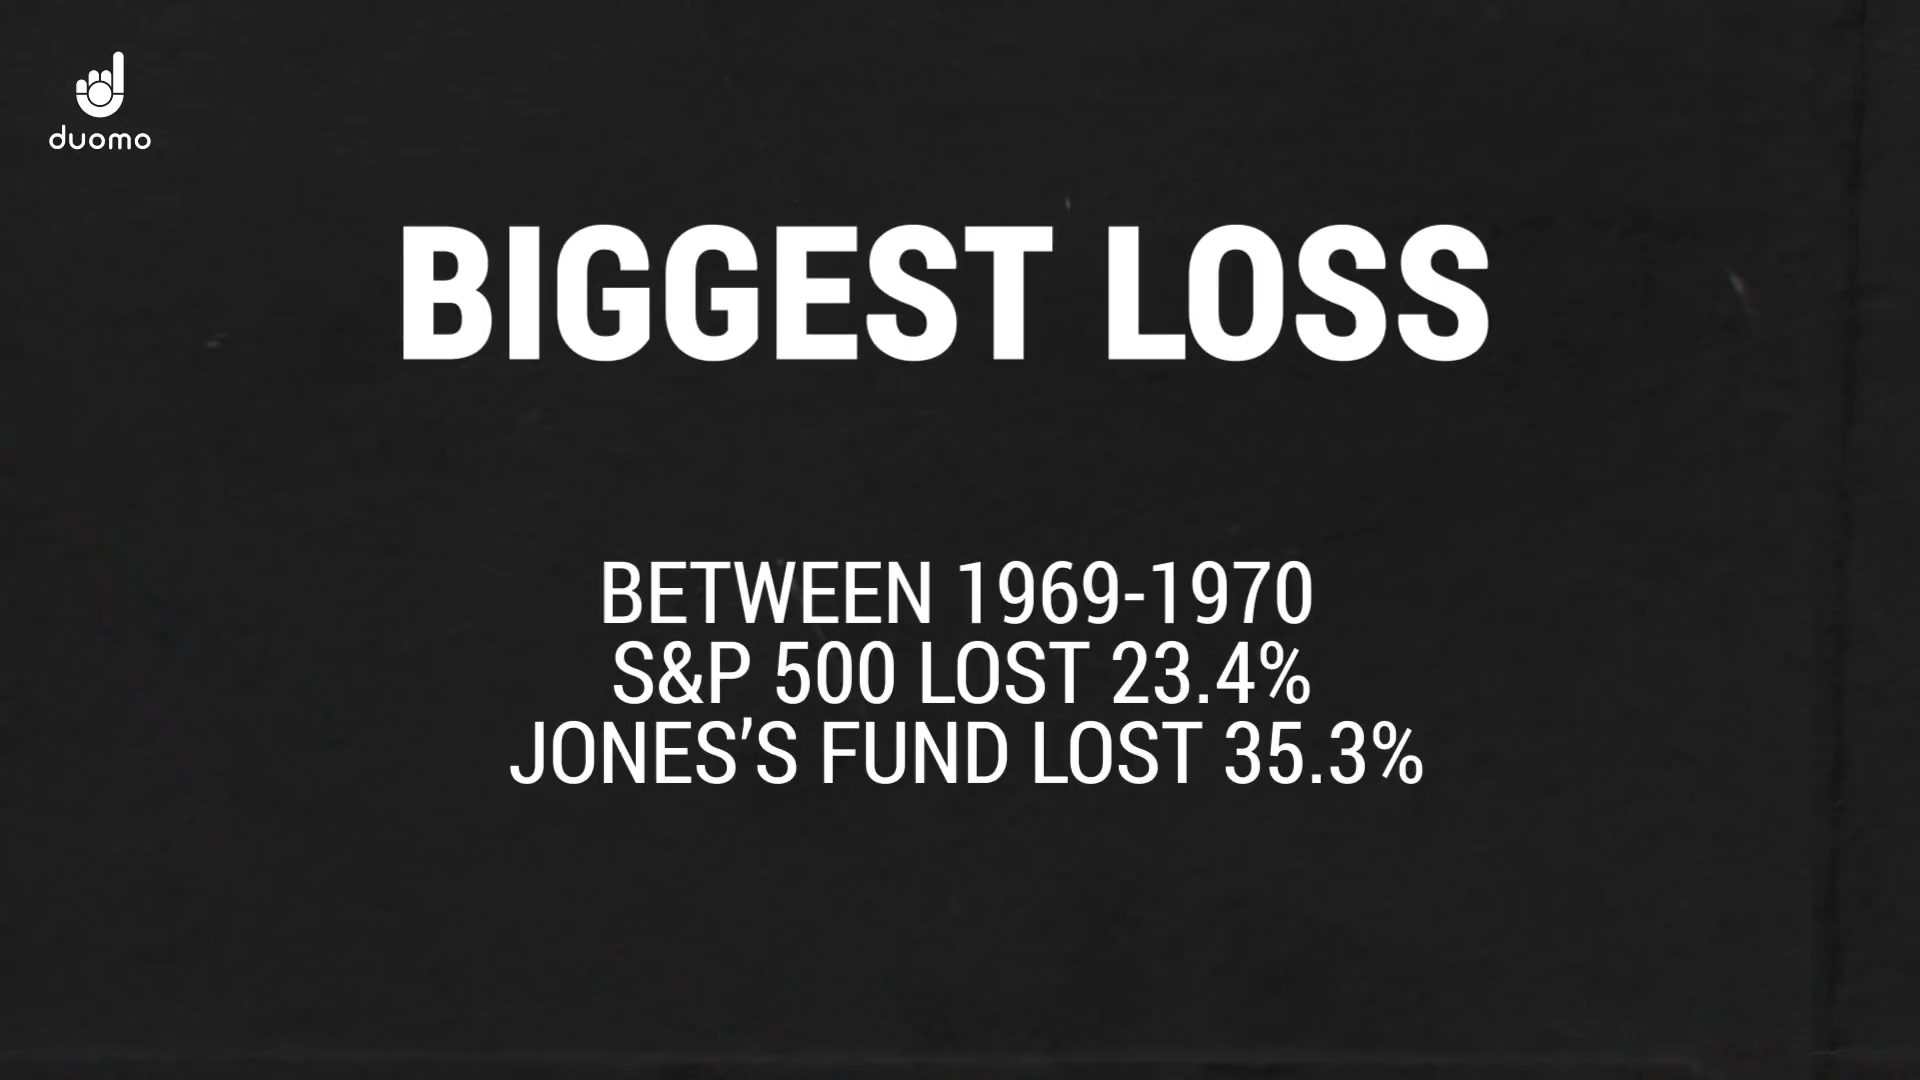 duomo
BIGGEST LOSS
BETWEEN 1969-1970
S&P 500 LOST 23.4%
JONES’S FUND LOST 35.3%